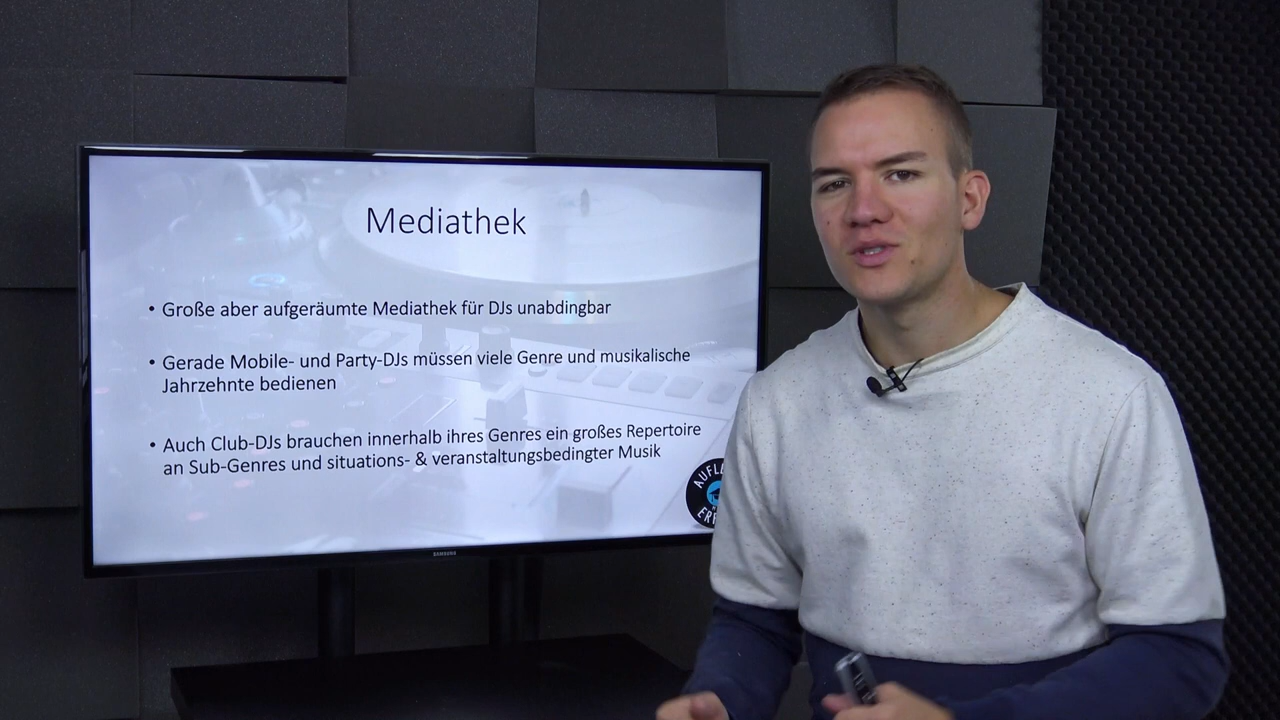 Mediathek
• Große aber aufgeräumte Mediathek für DJs unabdingbar
• Gerade Mobile- und Party-DJs müssen viele Genre und musikalische
Jahrzehnte bedienen
• Auch Club-DJs brauchen innerhalb ihres Genres ein großes Repertoire
an Sub-Genres und situations- & veranstaltungsbedingter Musik
SAMSUNG